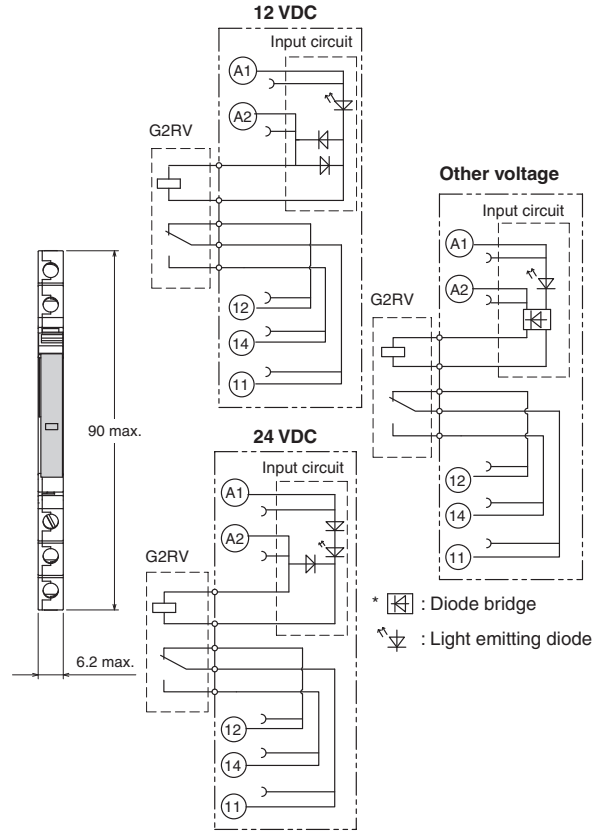 12 VDC
Input circuit
A1
A2
G2RV
12
14
11
Other voltage
Input circuit
A1
A2
G2RV
12
14
11
90 max.
6.2 max.
24 VDC
Input circuit
A1
A2
G2RV
12
14
11
* : Diode bridge
: Light emitting diode